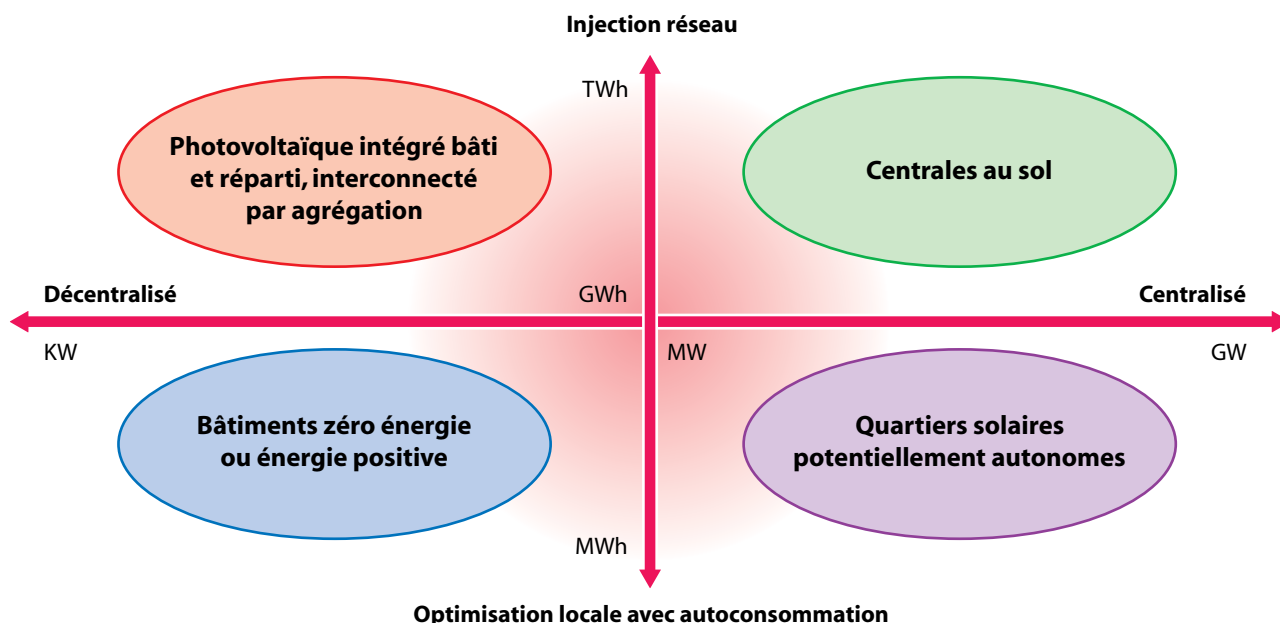 Injection réseau
TWh
Photovoltaïque intégré bâti
et réparti, interconnecté
par agrégation
Centrales au sol
Décentralisé
GWh
Centralisé
KW
MW
GW
Bâtiments zéro énergie
ou énergie positive
Quartiers solaires
potentiellement autonomes
MWh
Optimisation locale avec autoconsommation